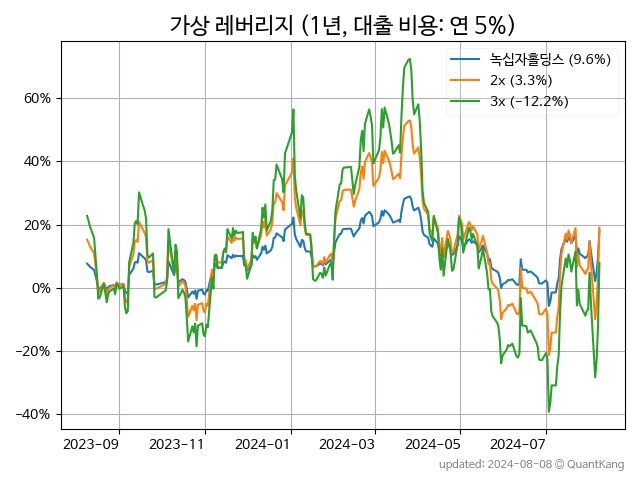 가상 레버리지 (1년, 대출 비용: 연 5%)
녹십자홀딩스 (9.6%)
2x (3.3%)
3x (−12.2%)
60%
40%
20%
0%
−20%
−40%
2023-09
2023-11
2024-01
2024-03
2024-05
2024-07
updated: 2024-08-08 © QuantKang